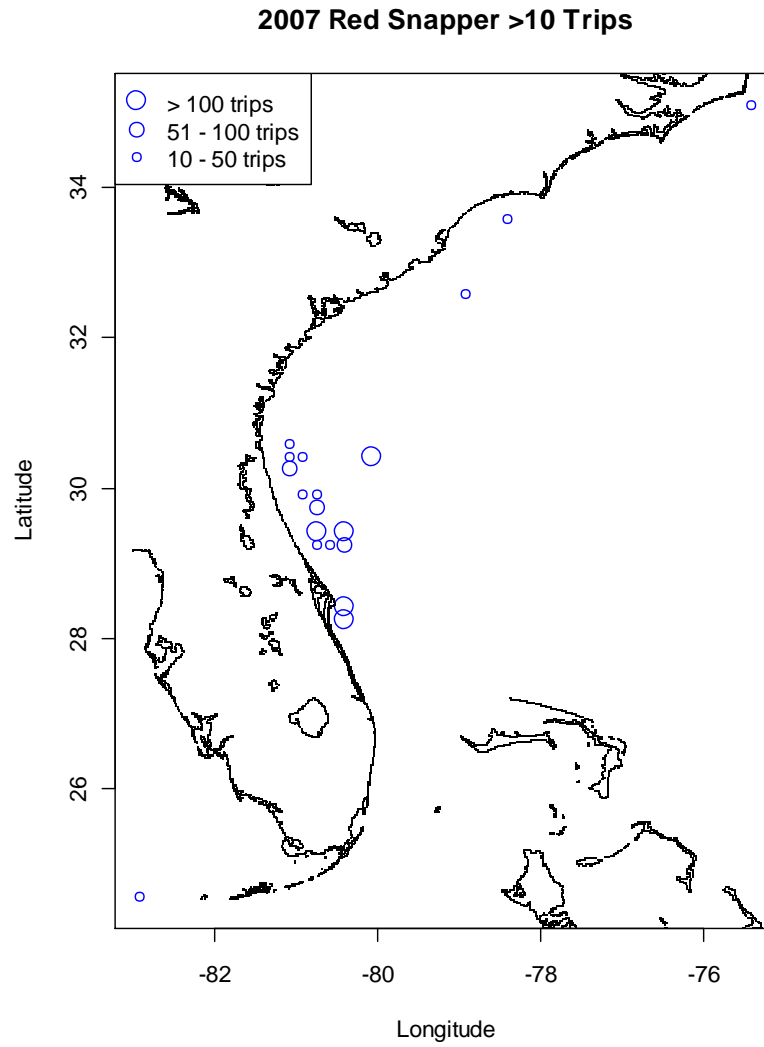 2007 Red Snapper >10 Trips
> 100 trips
51 - 100 trips
10 - 50 trips
34
32
30
28
26
Latitude
-82 -80 -78 -76
Longitude